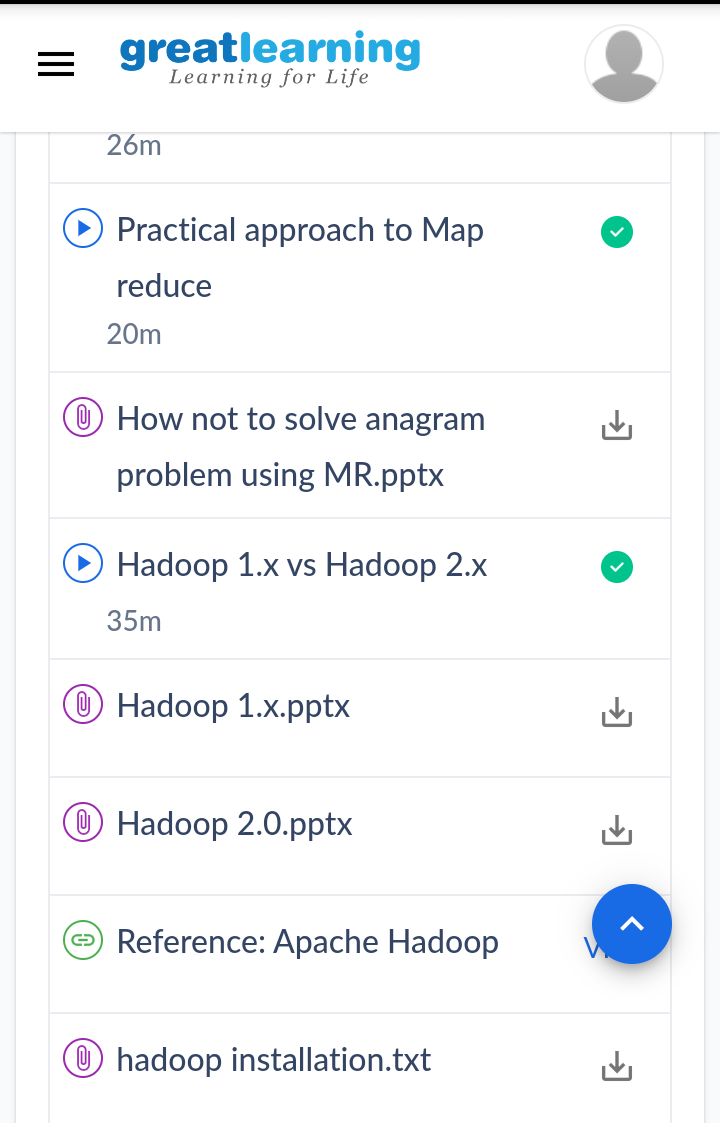 greatlearning
Learning for Life
26m
Practical approach to Map
reduce
20m
How not to solve anagram
problem using MR.pptx
Hadoop 1.x vs Hadoop 2.x
35m
Hadoop 1.x.pptx
Hadoop 2.0.pptx
Reference: Apache Hadoop
hadoop installation.txt